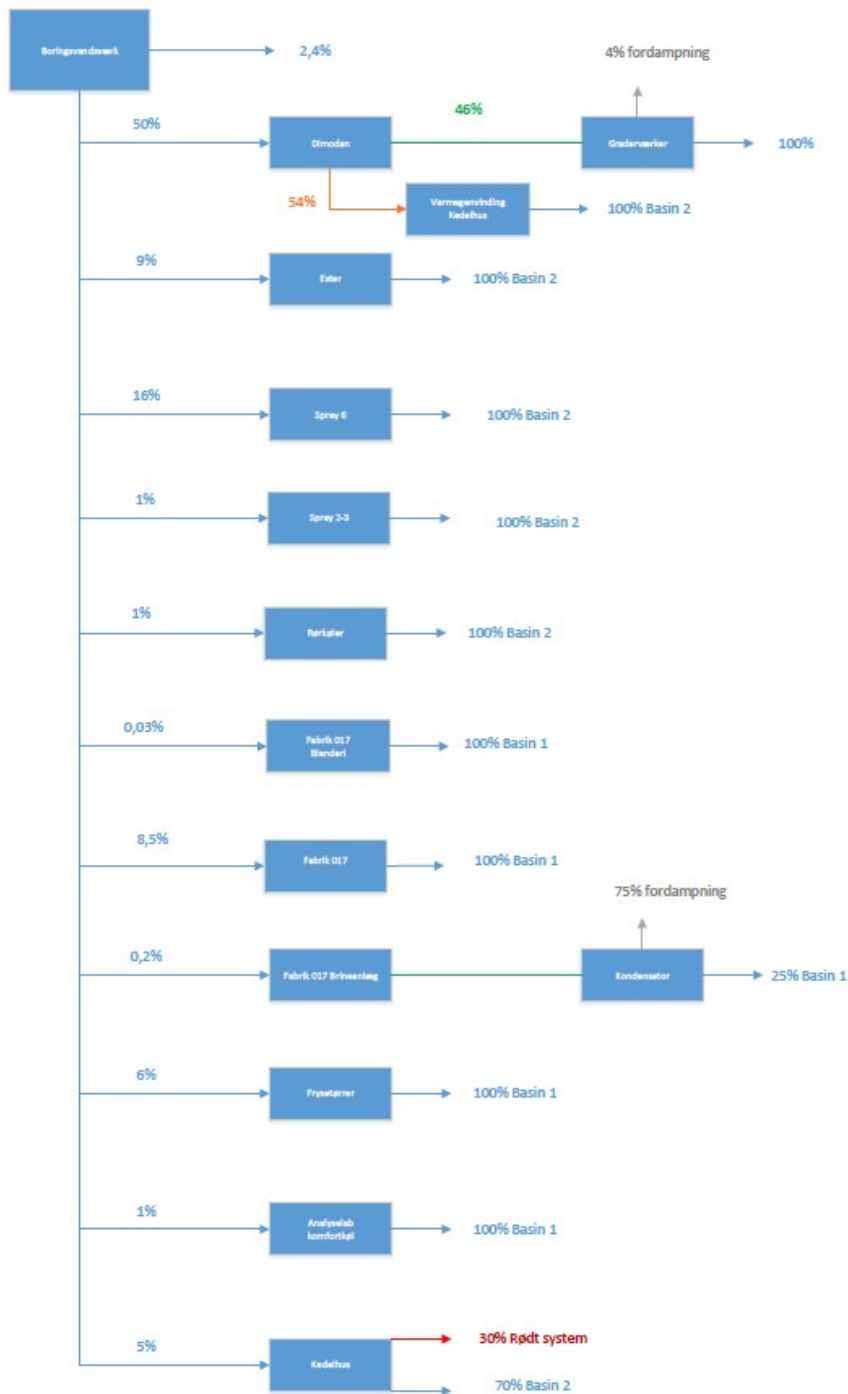 Boringsvandsværk
2,4%
4% fordampning
50%
Dimodan
46%
Graderværker
100%
54%
Varmegenvinding
Kedelhus
100% Basin 2
9%
Ester
100% Basin 2
16%
Spray 6
100% Basin 2
1%
Spray 2-3
100% Basin 2
1%
Rørkøler
100% Basin 2
0,03%
Fabrik 017
Blanderi
100% Basin 1
8,5%
Fabrik 017
100% Basin 1
75% fordampning
0,2%
Fabrik 017 Brineanlæg
Kondensator
25% Basin 1
6%
Frysetørrer
100% Basin 1
1%
Analyselab
komfortkøl
100% Basin 1
5%
Kedelhus
30% Rødt system
70% Basin 2